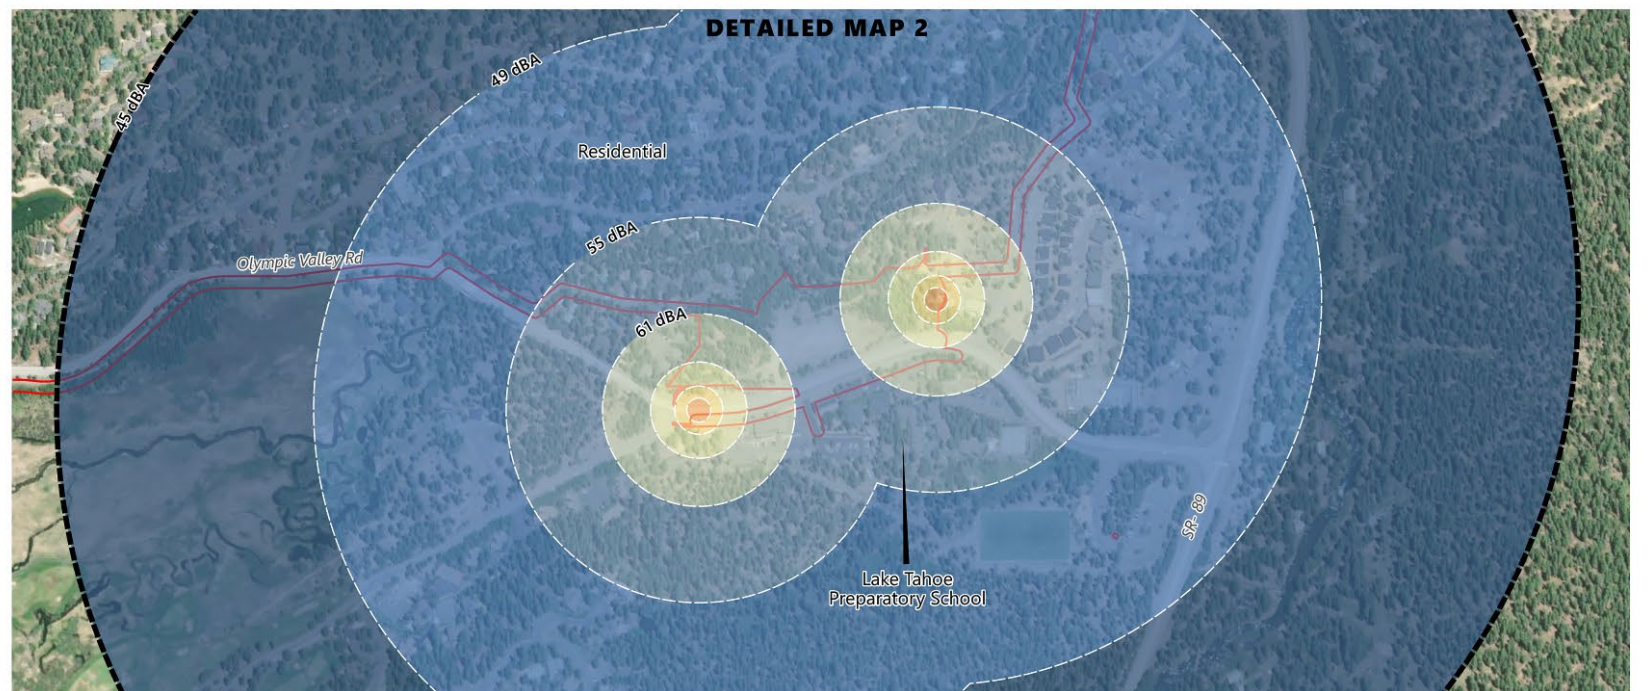 DETAILED MAP 2
49 dBA
45 dBA
Residential
55 dBA
Olympic Valley Rd
61 dBA
SR- 89
Lake Tahoe
Preparatory School